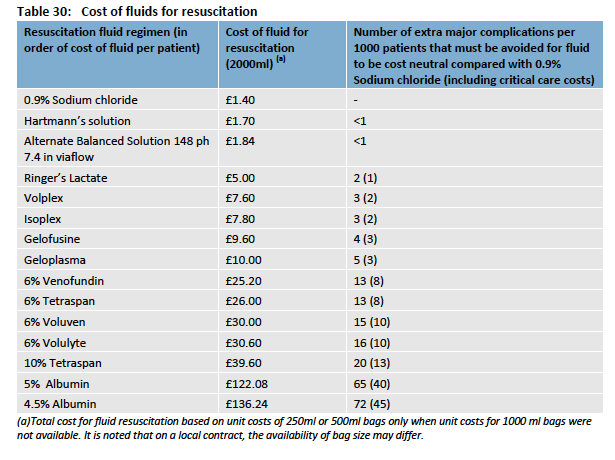 Table 30: Cost of fluids for resuscitation
Resuscitation fluid regimen (in order of cost of fluid per patient) Cost of fluid for resuscitation (2000ml) (a) Number of extra major complications per 1000 patients that must be avoided for fluid to be cost neutral compared with 0.9% Sodium chloride (including critical care costs)
0.9% Sodium chloride £1.40 -
Hartmann's solution £1.70 <1
Alternate Balanced Solution 148 ph 7.4 in viaflow £1.84 <1
Ringer's Lactate £5.00 2 (1)
Volplex £7.60 3 (2)
Isoplex £7.80 3 (2)
Gelofusine £9.60 4 (3)
Geloplasma £10.00 5 (3)
6% Venofundin £25.20 13 (8)
6% Tetraspan £26.00 13 (8)
6% Voluven £30.00 15 (10)
6% Volulyte £30.60 16 (10)
10% Tetraspan £39.60 20 (13)
5% Albumin £122.08 65 (40)
4.5% Albumin £136.24 72 (45)
(a)Total cost for fluid resuscitation based on unit costs of 250ml or 500ml bags only when unit costs for 1000 ml bags were
not available. It is noted that on a local contract, the availability of bag size may differ.